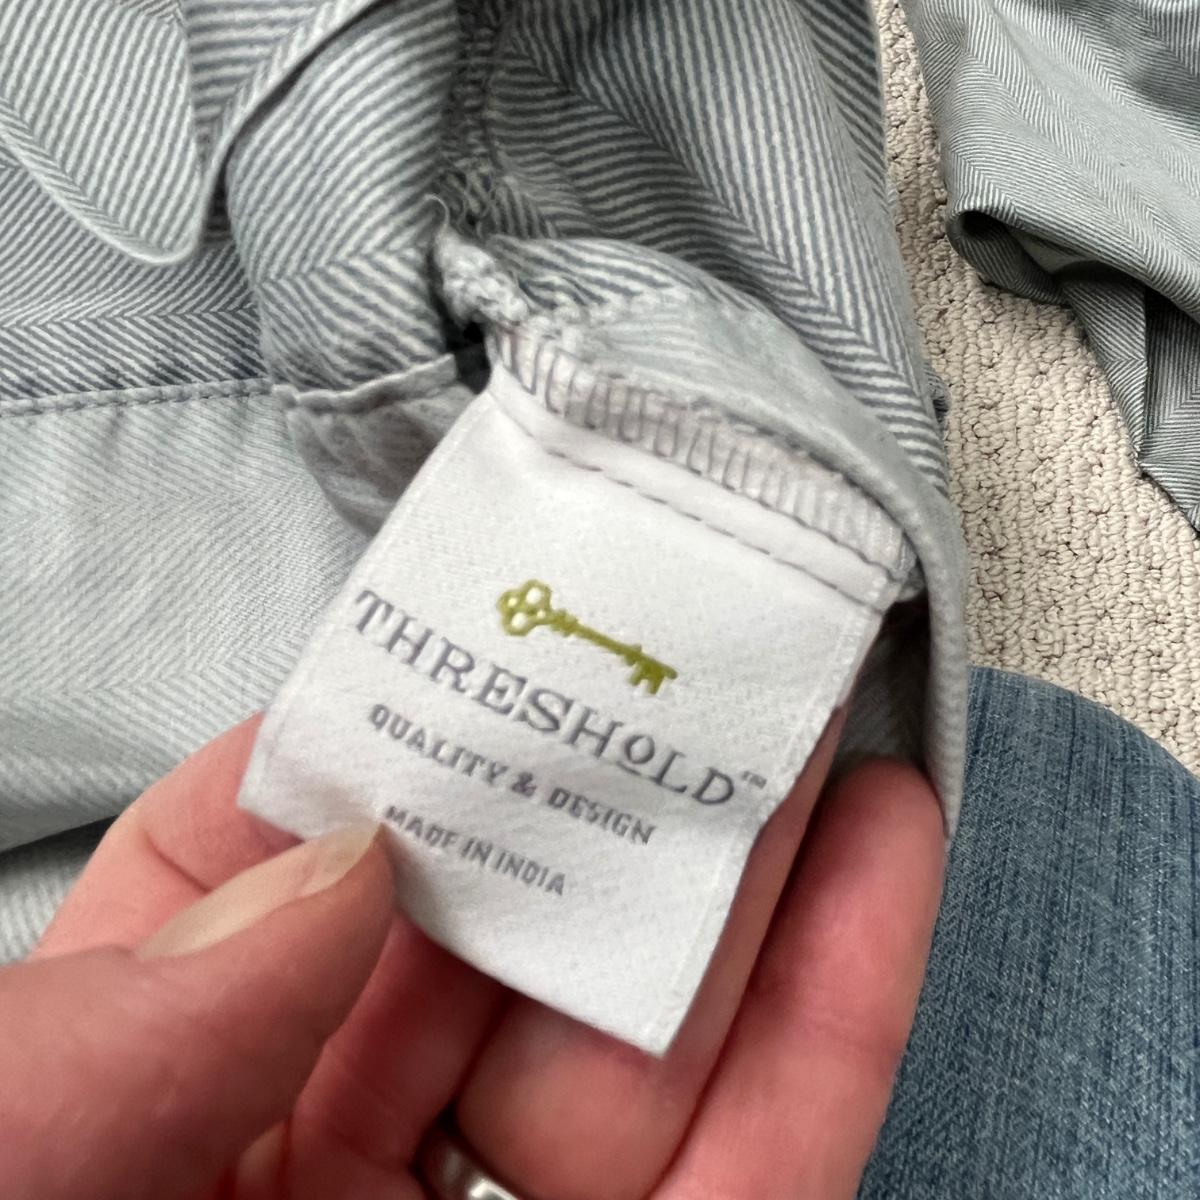 THRESHOLD™
QUALITY & DESIGN
MADE IN INDIA